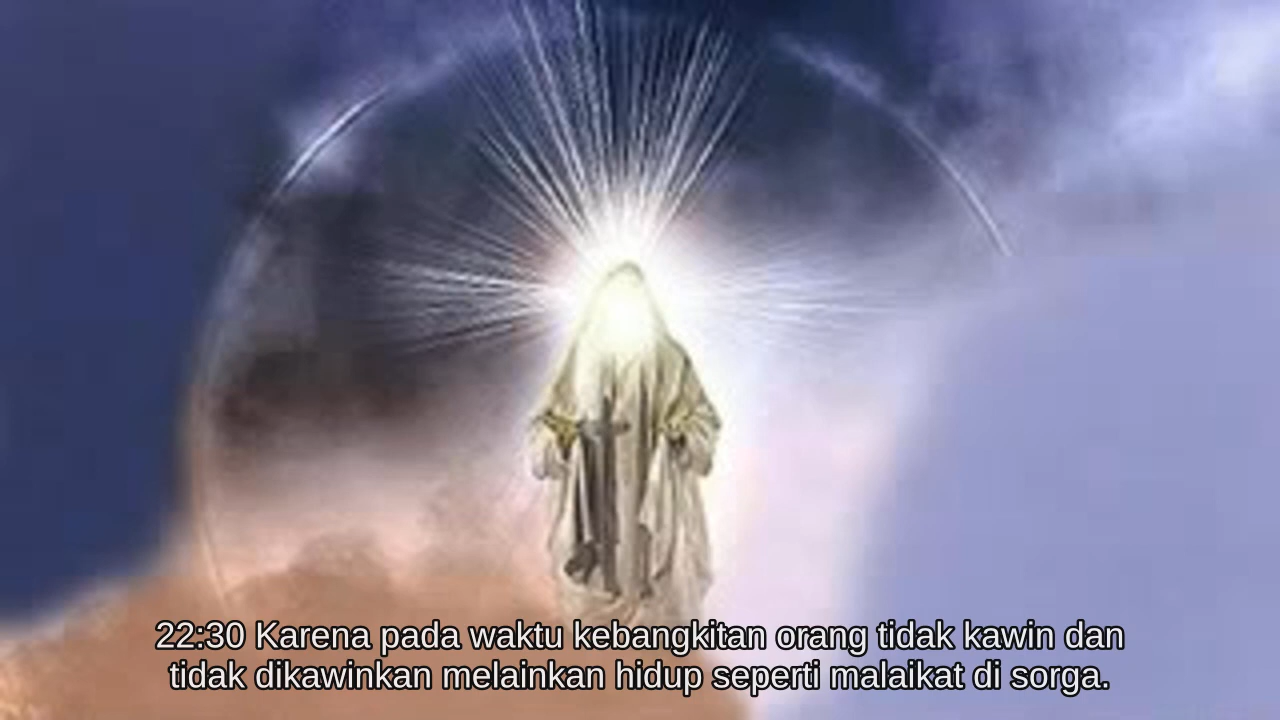 22:30 Karena pada waktu kebangkitan orang tidak kawin dan
tidak dikawinkan melainkan hidup seperti malaikat di sorga.